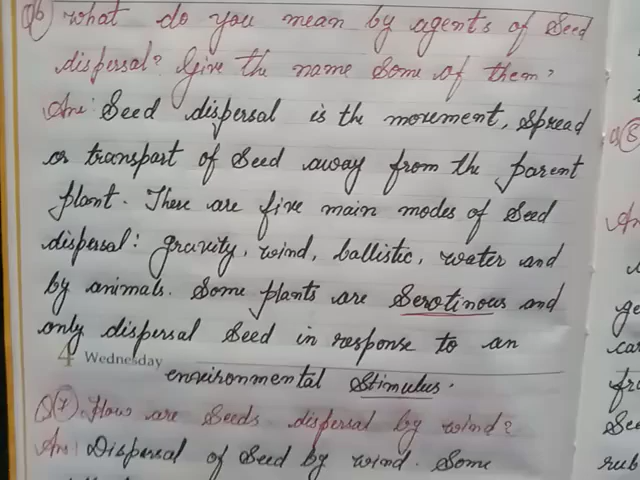 Q6 What do you mean by agents of Seed
dispersal? Give the name Some of them?
Ans: Seed dispersal is the movement, Spread
or transpart of Seed away from the parent
plant. There are five main modes of Seed
dispersal: gravity, wind, ballistic, water and
by animals. Some plants are Serotinous and
only dispersal Seed in response to an
4 Wednesday
environmental Stimulus.
Q(7). How are Seeds dispersal by wind?
Ans: Dispersal of Seed by wind. Some